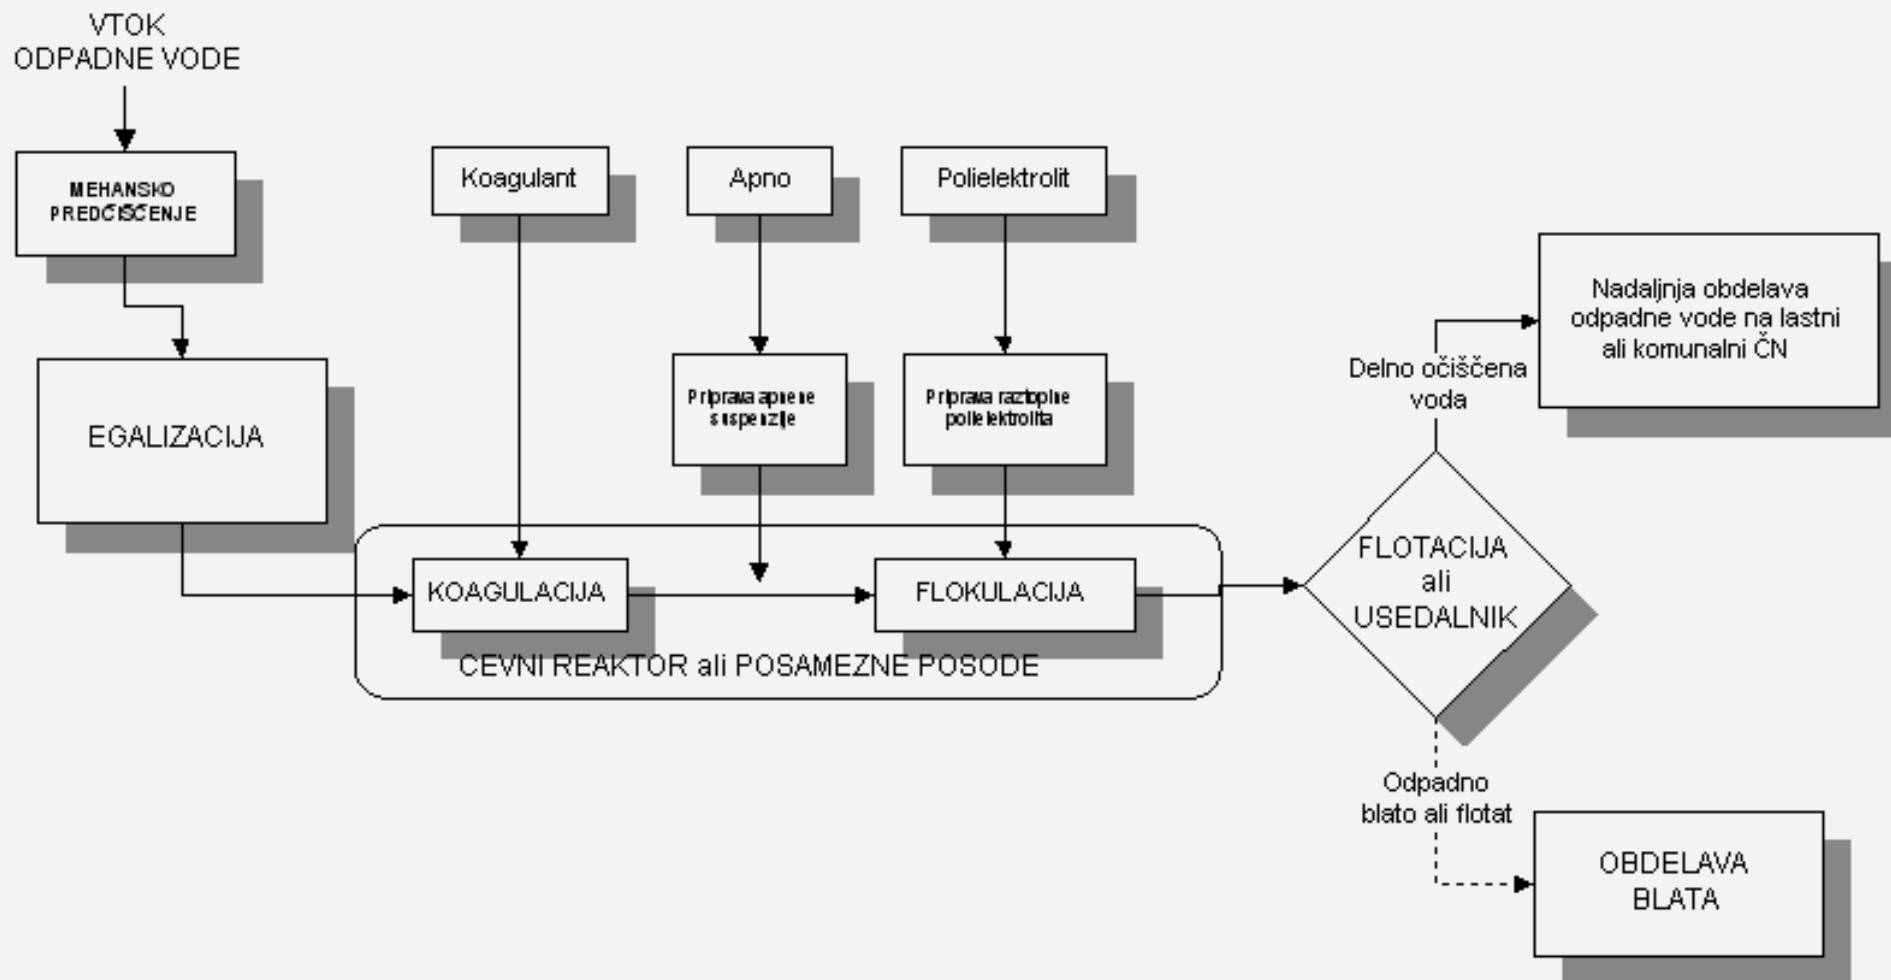 VTOK
ODPADNE VODE
MEHANSKO
PREDČIŠČENJE
EGALIZACIJA
Koagulant
Apno
Polielektrolit
Priprava apnene
suspenzije
Priprava raztopine
polielektrolita
KOAGULACIJA
FLOKULACIJA
CEVNI REAKTOR ali POSAMEZNE POSODE
FLOTACIJA
ali
USEDALNIK
Delno očiščena
voda
Nadaljnja obdelava
odpadne vode na lastni
ali komunalni ČN
Odpadno
blato ali flotat
OBDELAVA
BLATA